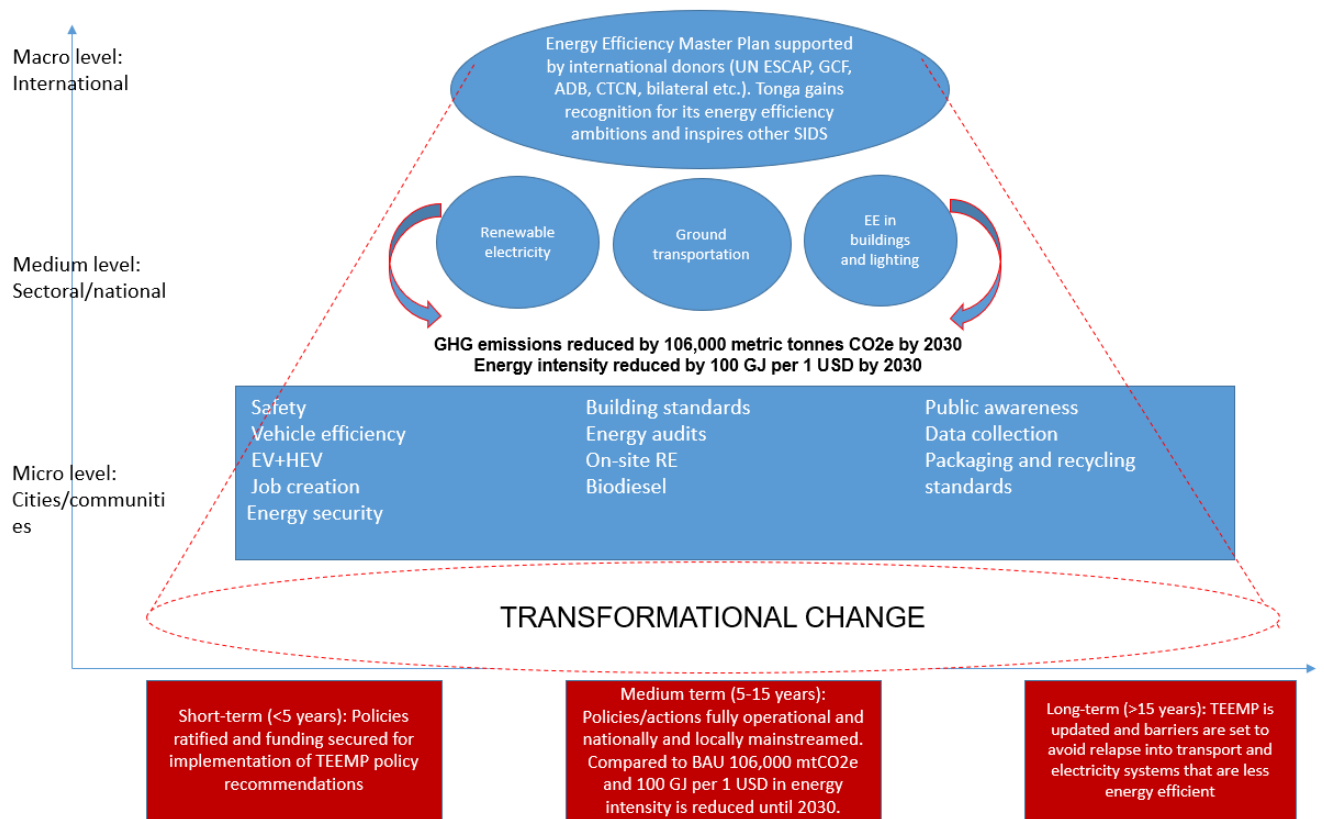 Macro level:
International
Energy Efficiency Master Plan supported
by international donors (UN ESCAP, GCF,
ADB, CTCN, bilateral etc.). Tonga gains
recognition for its energy efficiency
ambitions and inspires other SIDS
Medium level:
Sectoral/national
Renewable
electricity
Ground
transportation
EE in
buildings
and lighting
GHG emissions reduced by 106,000 metric tonnes CO2e by 2030
Energy intensity reduced by 100 GJ per 1 USD by 2030
Micro level:
Cities/communiti
es
Safety
Vehicle efficiency
EV+HEV
Job creation
Energy security
Building standards
Energy audits
On-site RE
Biodiesel
Public awareness
Data collection
Packaging and recycling
standards
TRANSFORMATIONAL CHANGE
Short-term (<5 years): Policies
ratified and funding secured for
implementation of TEEMP policy
recommendations
Medium term (5-15 years):
Policies/actions fully operational and
nationally and locally mainstreamed.
Compared to BAU 106,000 mtCO2e
and 100 GJ per 1 USD in energy
intensity is reduced until 2030.
Long-term (>15 years): TEEMP is
updated and barriers are set to
avoid relapse into transport and
electricity systems that are less
energy efficient